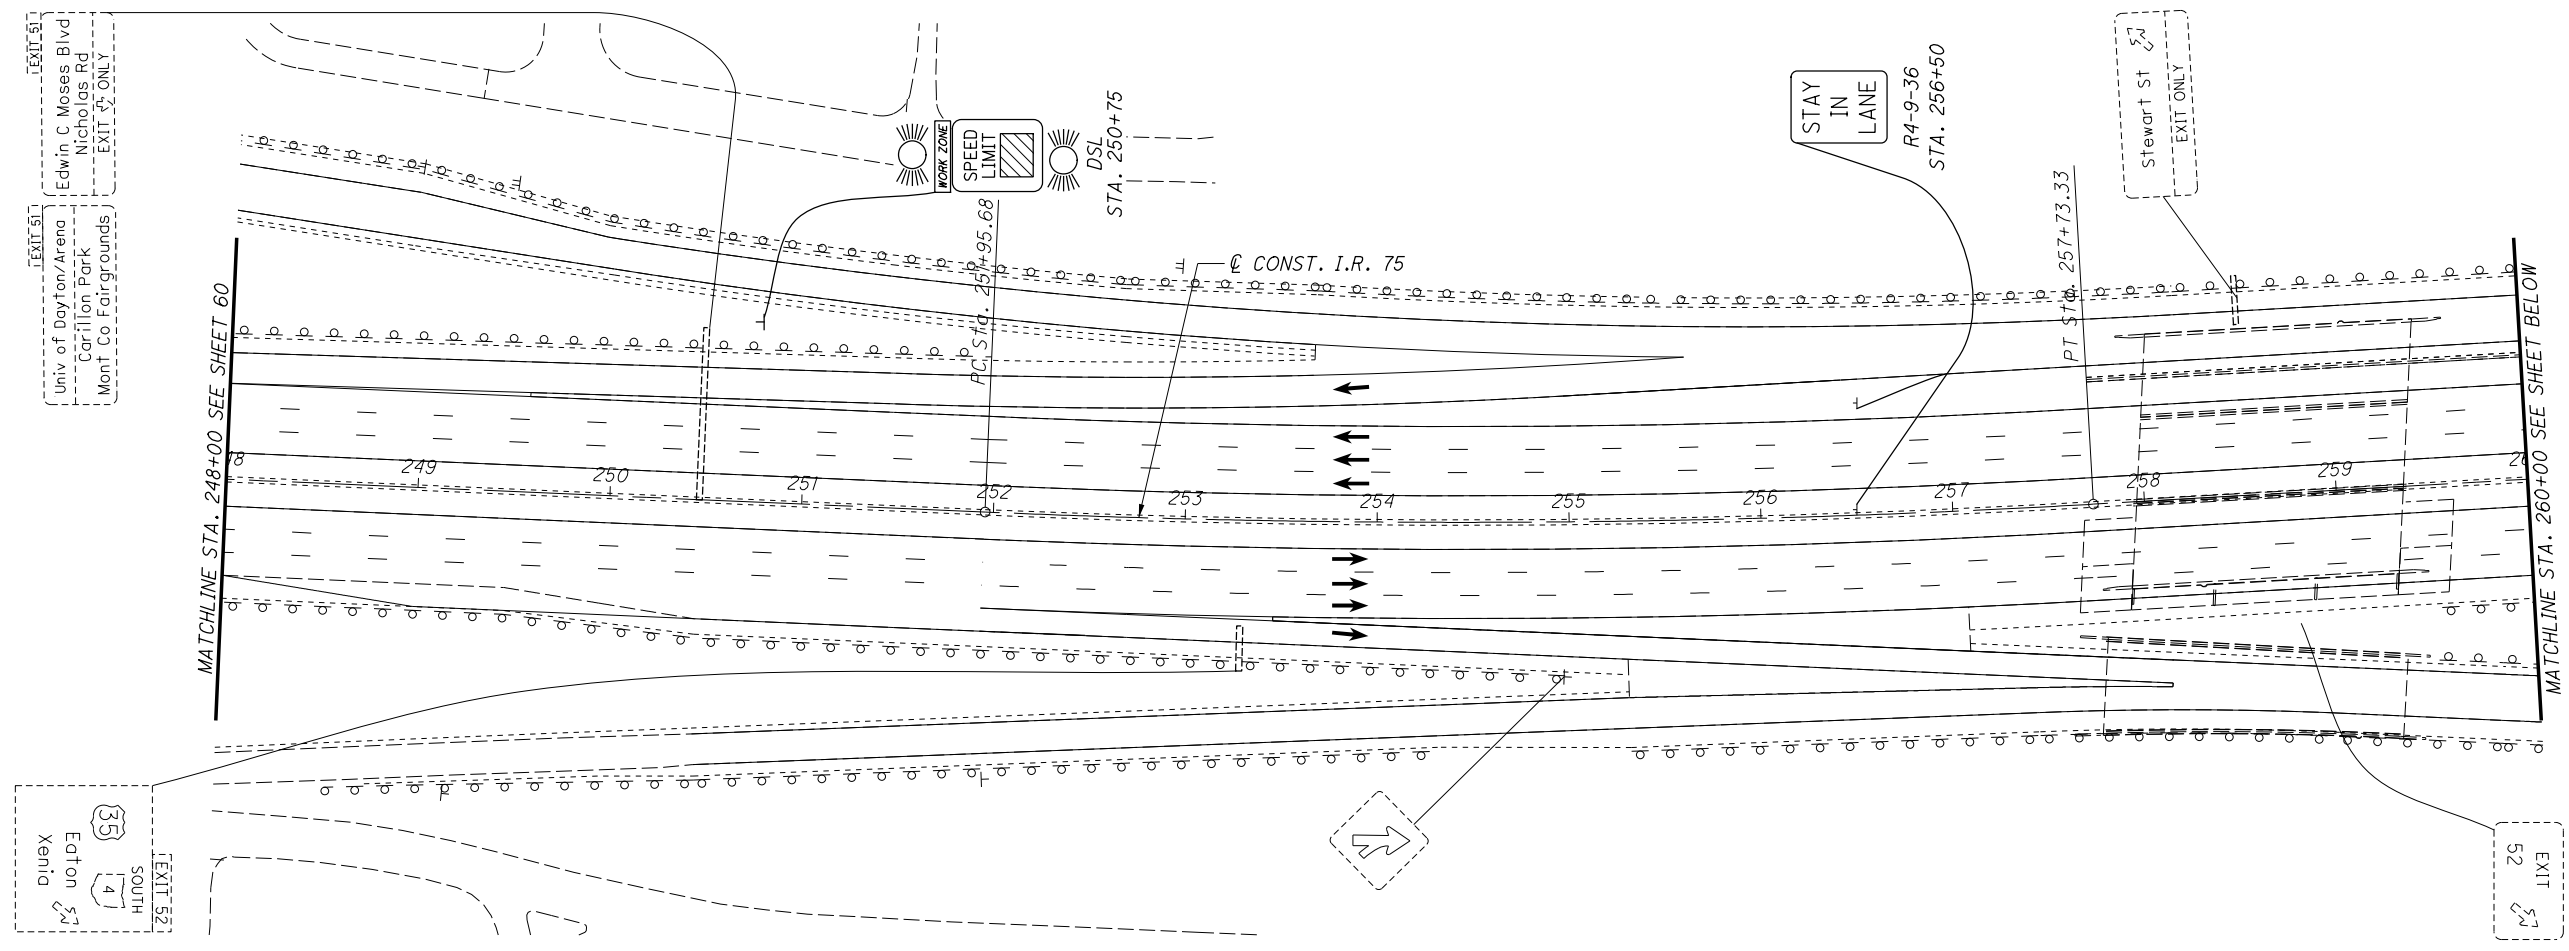 EXIT 51
Edwin C Moses Blvd
Nicholas Rd
EXIT ONLY
EXIT 51
Univ of Dayton/Arena
Carillon Park
Mont Co Fairgrounds
WORK ZONE
SPEED
LIMIT
DSL
STA. 250+75
STAY
IN
LANE
R4-9-36
STA. 256+50
Stewart St
EXIT ONLY
PC Sta. 251+95.68
℄ CONST. I.R. 75
PT Sta. 257+73.33
MATCHLINE STA. 248+00 SEE SHEET 60
MATCHLINE STA. 260+00 SEE SHEET BELOW
48
249
250
251
252
253
254
255
256
257
258
259
26
EXIT 52
SOUTH
35
4
Eaton
Xenia
EXIT
52